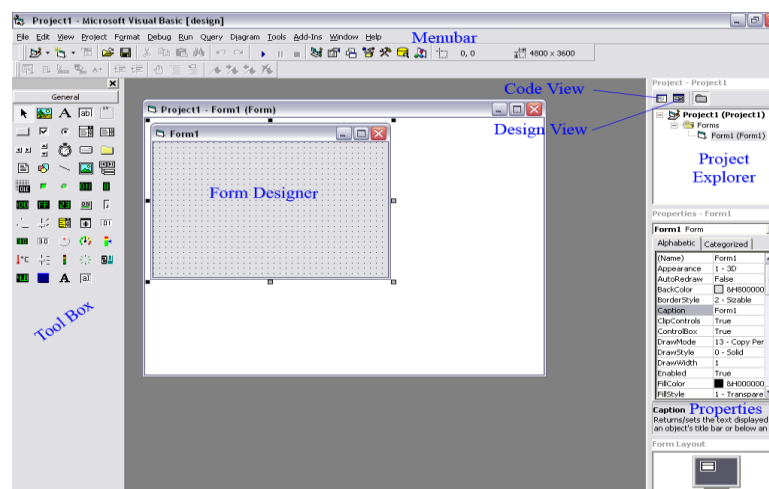 Project1 - Microsoft Visual Basic [design]
File Edit View Project Format Debug Run Query Diagram Tools Add-Ins Window Help
Menubar
0, 0 4800 x 3600
General
A ab|
Project1 - Form1 (Form)
Form1
Form Designer
Tool Box
Code View
Design View
Project - Project1
Project1 (Project1)
Forms
Form1 (Form1)
Project
Explorer
Properties - Form1
Form1 Form
Alphabetic Categorized
(Name) Form1
Appearance 1 - 3D
AutoRedraw False
BackColor &H800000
BorderStyle 2 - Sizable
Caption Form1
ClipControls True
ControlBox True
DrawMode 13 - Copy Per
DrawStyle 0 - Solid
DrawWidth 1
Enabled True
FillColor &H000000
FillStyle 1 - Transpare
Caption
Properties
Returns/sets the text displayed
an object's title bar or below an
Form Layout